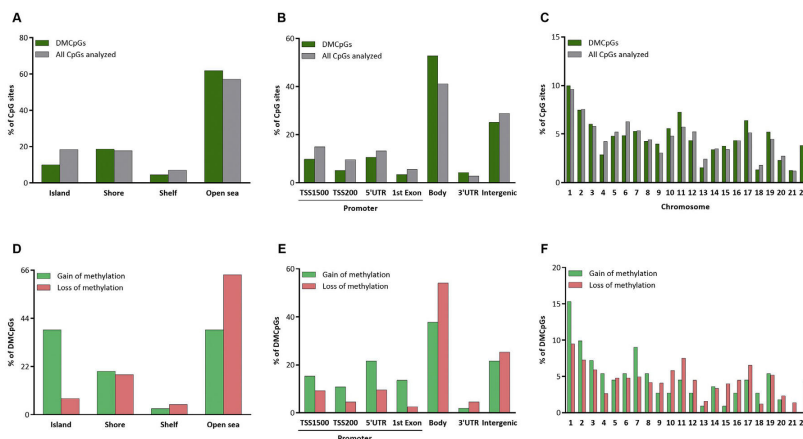 A
% of CpG sites
80
60
40
20
0
DMCpGs
All CpGs analyzed
Island Shore Shelf Open sea
B
% of CpG sites
60
40
20
0
DMCpGs
All CpGs analyzed
TSS1500 TSS200 5'UTR 1st Exon Body 3'UTR Intergenic
Promoter
C
% of CpG sites
15
10
5
0
DMCpGs
All CpGs analyzed
1 2 3 4 5 6 7 8 9 10 11 12 13 14 15 16 17 18 19 20 21
Chromosome
D
% of DMCpGs
66
44
22
0
Gain of methylation
Loss of methylation
Island Shore Shelf Open sea
E
% of DMCpGs
60
40
20
0
Gain of methylation
Loss of methylation
TSS1500 TSS200 5'UTR 1st Exon Body 3'UTR Intergenic
Promoter
F
% of DMCpGs
20
15
10
5
0
Gain of methylation
Loss of methylation
1 2 3 4 5 6 7 8 9 10 11 12 13 14 15 16 17 18 19 20 21